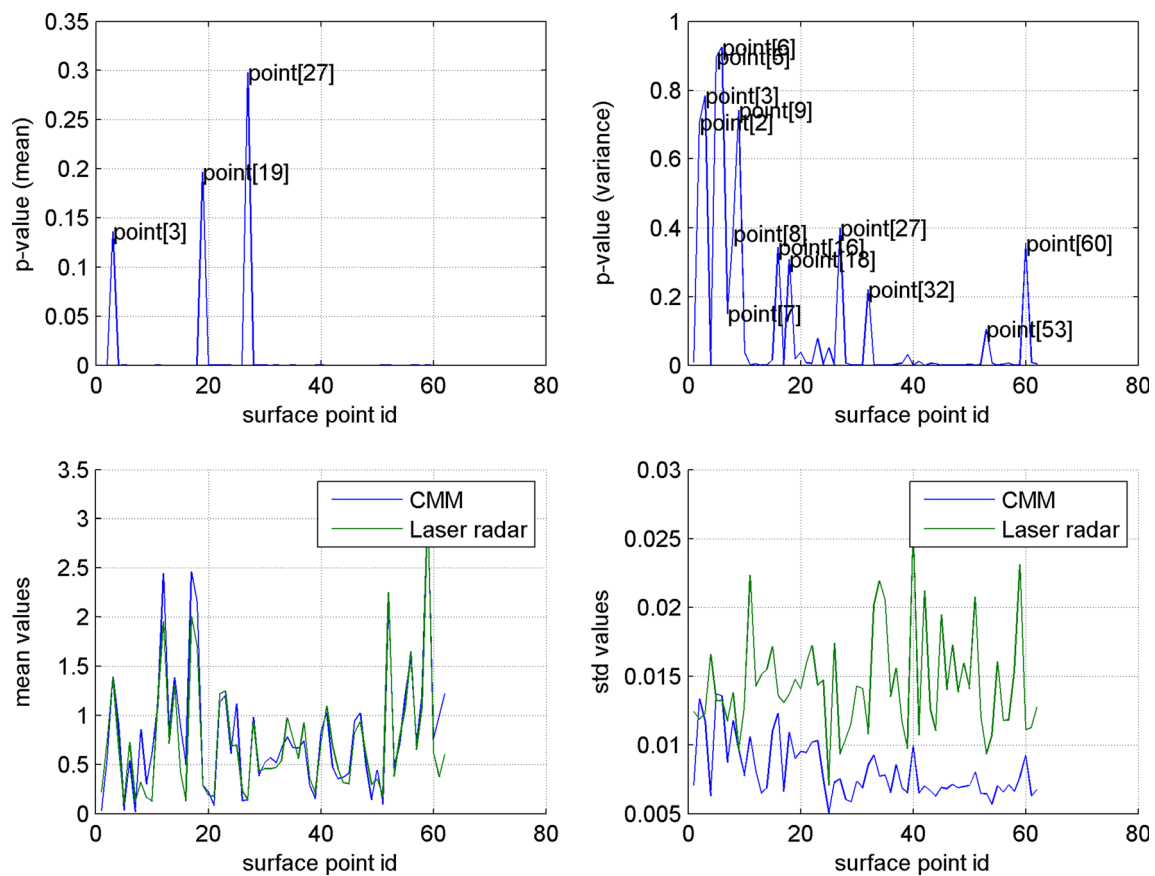 0.35
0.3
0.25
0.2
0.15
0.1
0.05
0
p-value (mean)
point[27]
point[19]
point[3]
0 20 40 60 80
surface point id
1
0.8
0.6
0.4
0.2
0
p-value (variance)
point[6]
point[5]
point[3]
point[9]
point[2]
point[8]
point[27]
point[16]
point[60]
point[18]
point[32]
point[7]
point[53]
0 20 40 60 80
surface point id
3.5
3
2.5
2
1.5
1
0.5
0
mean values
CMM
Laser radar
0 20 40 60 80
surface point id
0.03
0.025
0.02
0.015
0.01
0.005
std values
CMM
Laser radar
0 20 40 60 80
surface point id